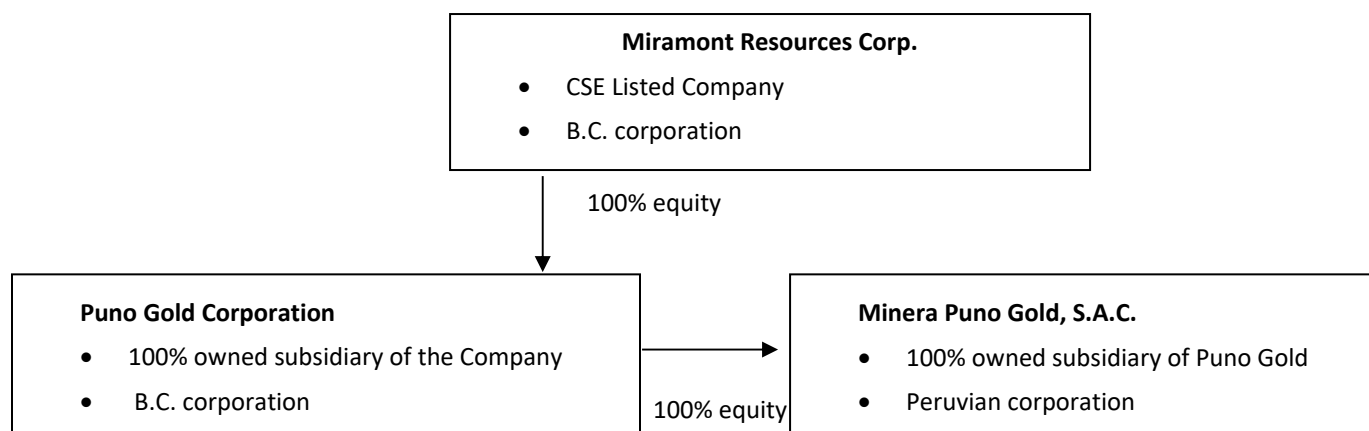 Miramont Resources Corp.
• CSE Listed Company
• B.C. corporation
100% equity
Puno Gold Corporation
• 100% owned subsidiary of the Company
• B.C. corporation
100% equity
Minera Puno Gold, S.A.C.
• 100% owned subsidiary of Puno Gold
• Peruvian corporation